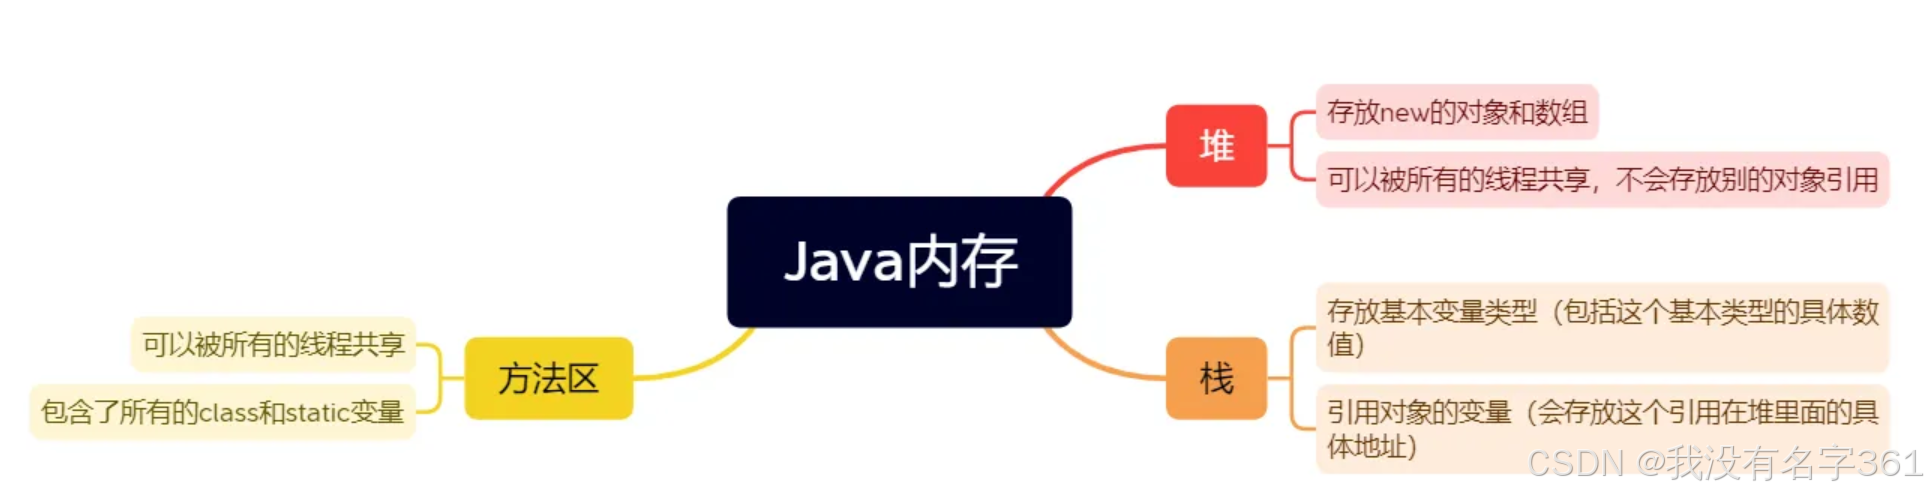 Java内存
堆
存放new的对象和数组
可以被所有的线程共享，不会存放别的对象引用
栈
存放基本变量类型（包括这个基本类型的具体数
值）
引用对象的变量（会存放这个引用在堆里面的具
体地址）
方法区
可以被所有的线程共享
包含了所有的class和static变量
CSDN @我没有名字361